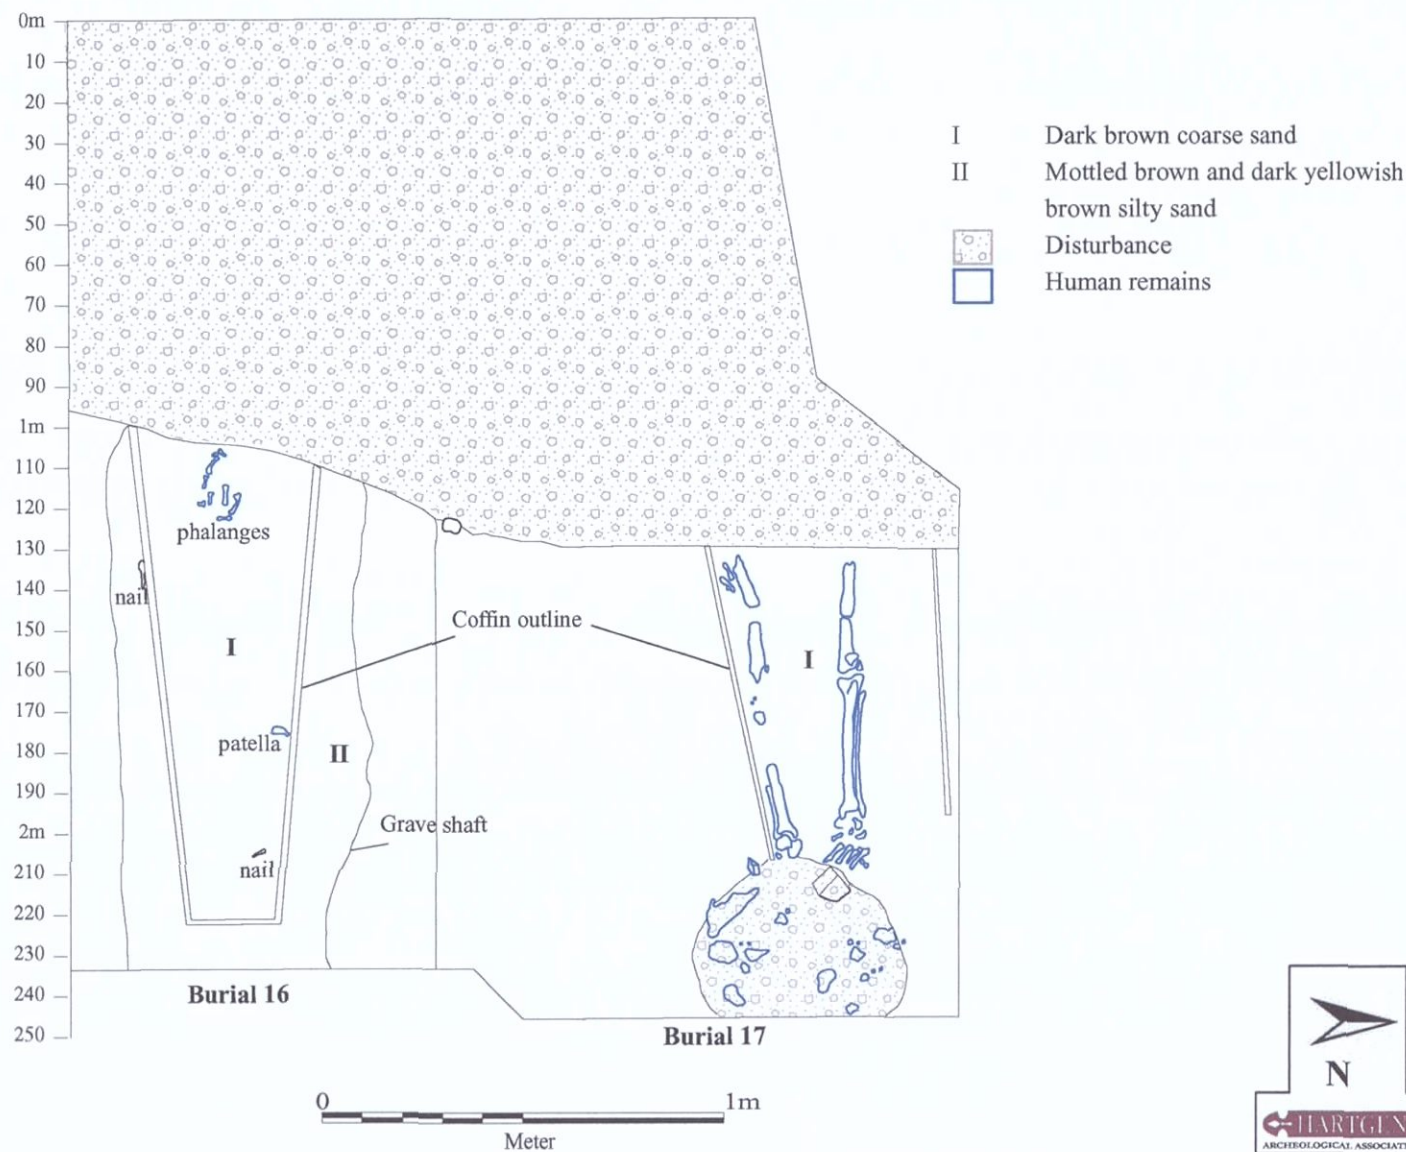 0m
10
20
30
40
50
60
70
80
90
1m
110
120
130
140
150
160
170
180
190
2m
210
220
230
240
250
I Dark brown coarse sand
II Mottled brown and dark yellowish
brown silty sand
Disturbance
Human remains
phalanges
nail
Coffin outline
I
I
patella
II
Grave shaft
nail
Burial 16
Burial 17
0 1m
Meter
N
HARTGEN